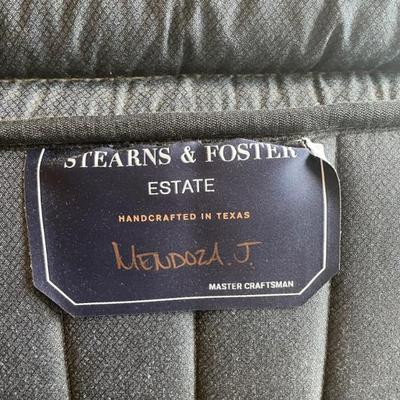 STEARNS & FOSTER
ESTATE
HANDCRAFTED IN TEXAS
MENDOZA. J.
MASTER CRAFTSMAN